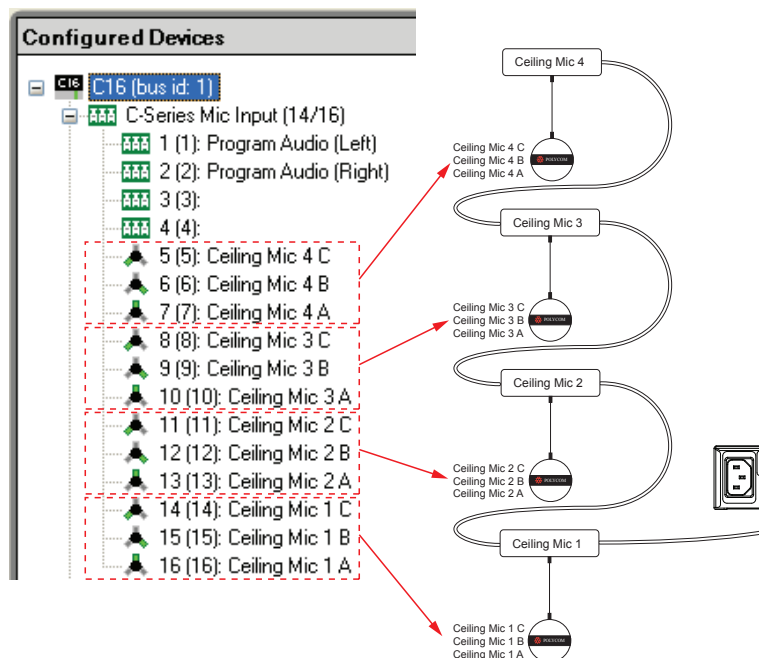 Configured Devices
C16 C16 (bus id: 1)
C-Series Mic Input (14/16)
1 (1): Program Audio (Left)
2 (2): Program Audio (Right)
3 (3):
4 (4):
5 (5): Ceiling Mic 4 C
6 (6): Ceiling Mic 4 B
7 (7): Ceiling Mic 4 A
8 (8): Ceiling Mic 3 C
9 (9): Ceiling Mic 3 B
10 (10): Ceiling Mic 3 A
11 (11): Ceiling Mic 2 C
12 (12): Ceiling Mic 2 B
13 (13): Ceiling Mic 2 A
14 (14): Ceiling Mic 1 C
15 (15): Ceiling Mic 1 B
16 (16): Ceiling Mic 1 A
Ceiling Mic 4
Ceiling Mic 4 C
Ceiling Mic 4 B
Ceiling Mic 4 A
POLYCOM
Ceiling Mic 3
Ceiling Mic 3 C
Ceiling Mic 3 B
Ceiling Mic 3 A
POLYCOM
Ceiling Mic 2
Ceiling Mic 2 C
Ceiling Mic 2 B
Ceiling Mic 2 A
POLYCOM
Ceiling Mic 1
Ceiling Mic 1 C
Ceiling Mic 1 B
Ceiling Mic 1 A
POLYCOM